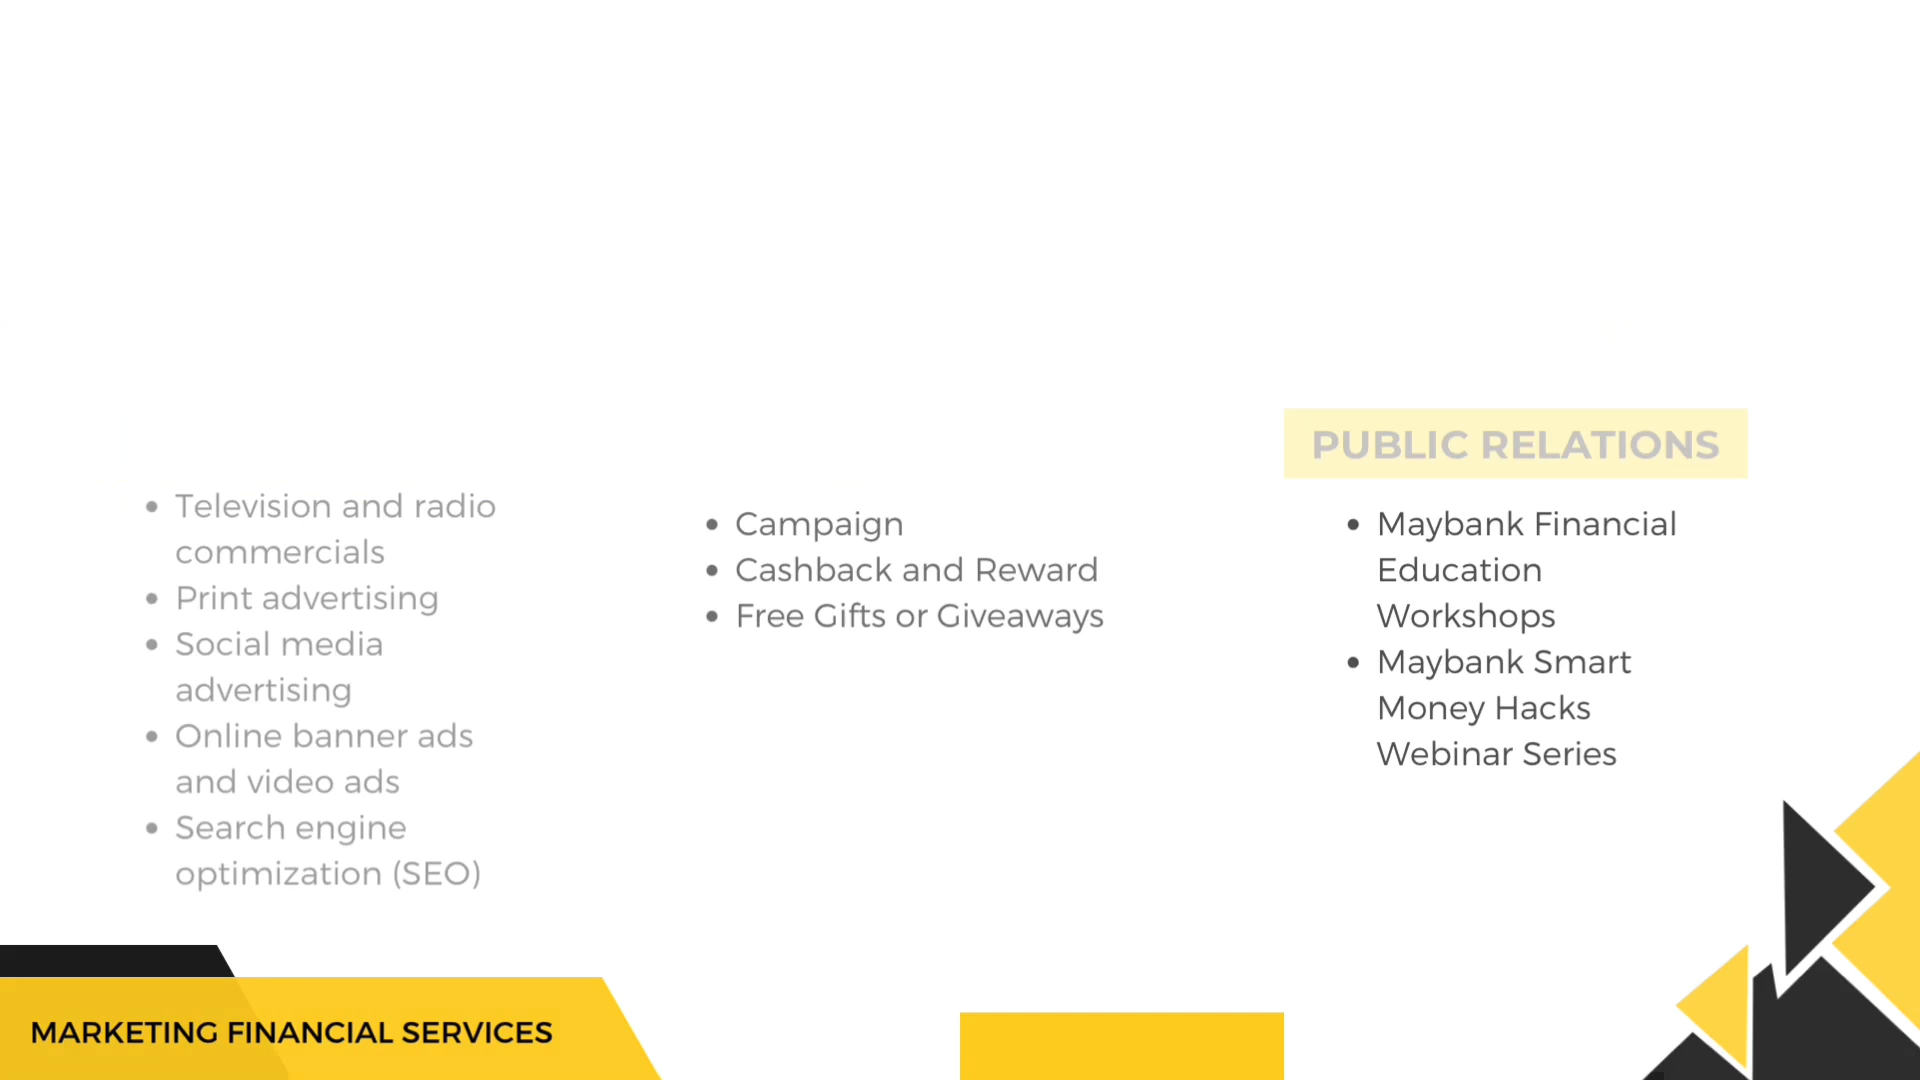 • Television and radio
commercials
• Print advertising
• Social media
advertising
• Online banner ads
and video ads
• Search engine
optimization (SEO)
• Campaign
• Cashback and Reward
• Free Gifts or Giveaways
PUBLIC RELATIONS
• Maybank Financial
Education
Workshops
• Maybank Smart
Money Hacks
Webinar Series
MARKETING FINANCIAL SERVICES